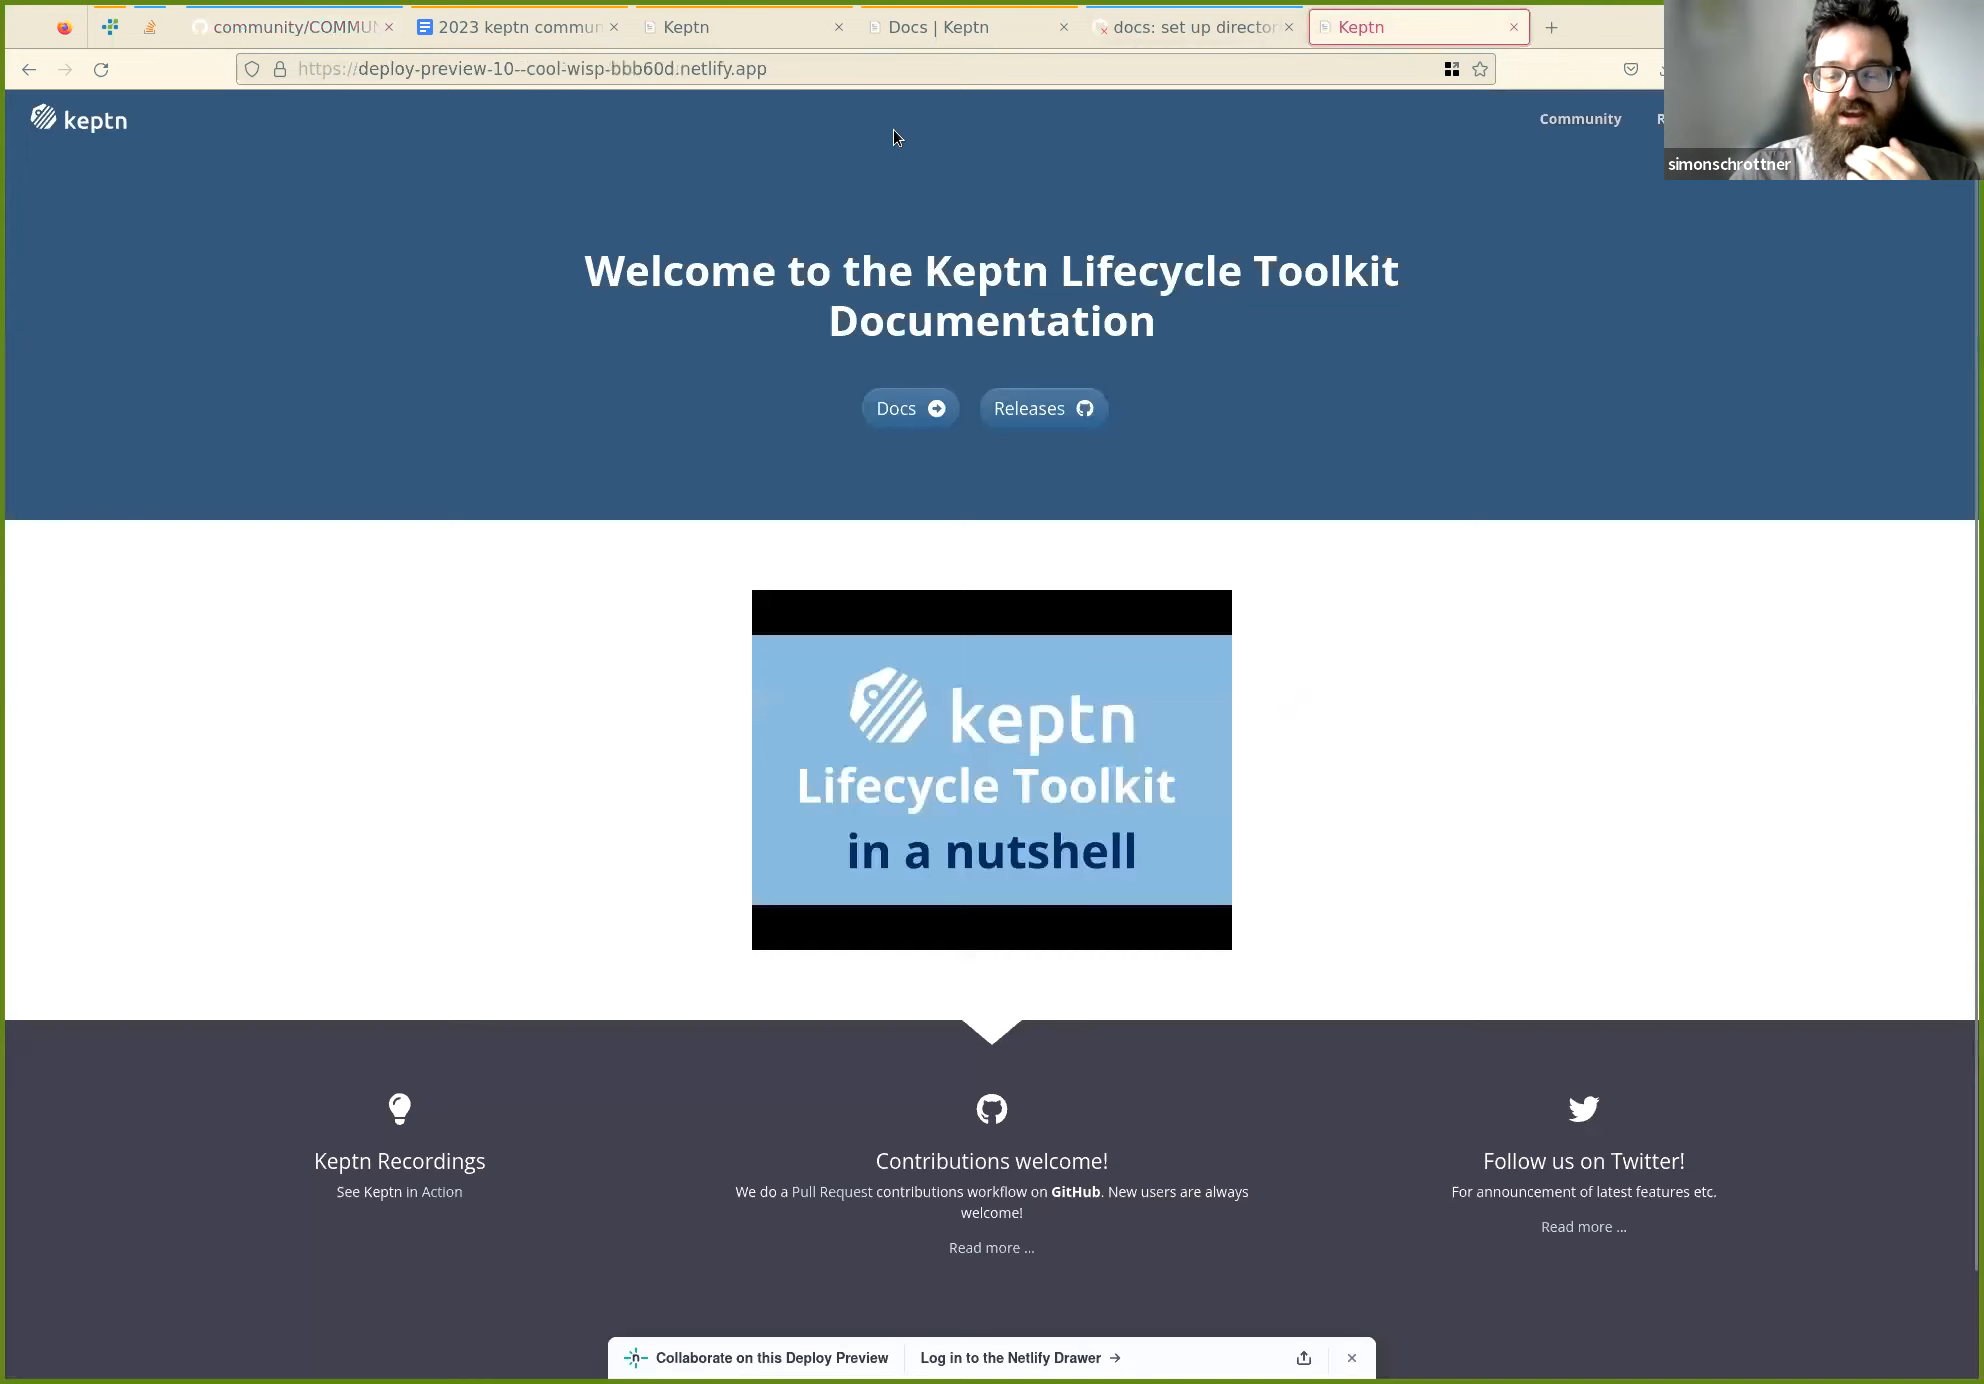 community/COMMUN
2023 keptn commun
Keptn
Docs | Keptn
docs: set up director
Keptn
https://deploy-preview-10--cool-wisp-bbb60d.netlify.app
keptn
Community
R
simonschrottner
Welcome to the Keptn Lifecycle Toolkit
Documentation
Docs
Releases
keptn
Lifecycle Toolkit
in a nutshell
Keptn Recordings
See Keptn in Action
Contributions welcome!
We do a Pull Request contributions workflow on GitHub. New users are always
welcome!
Read more ...
Follow us on Twitter!
For announcement of latest features etc.
Read more ...
Collaborate on this Deploy Preview
Log in to the Netlify Drawer →